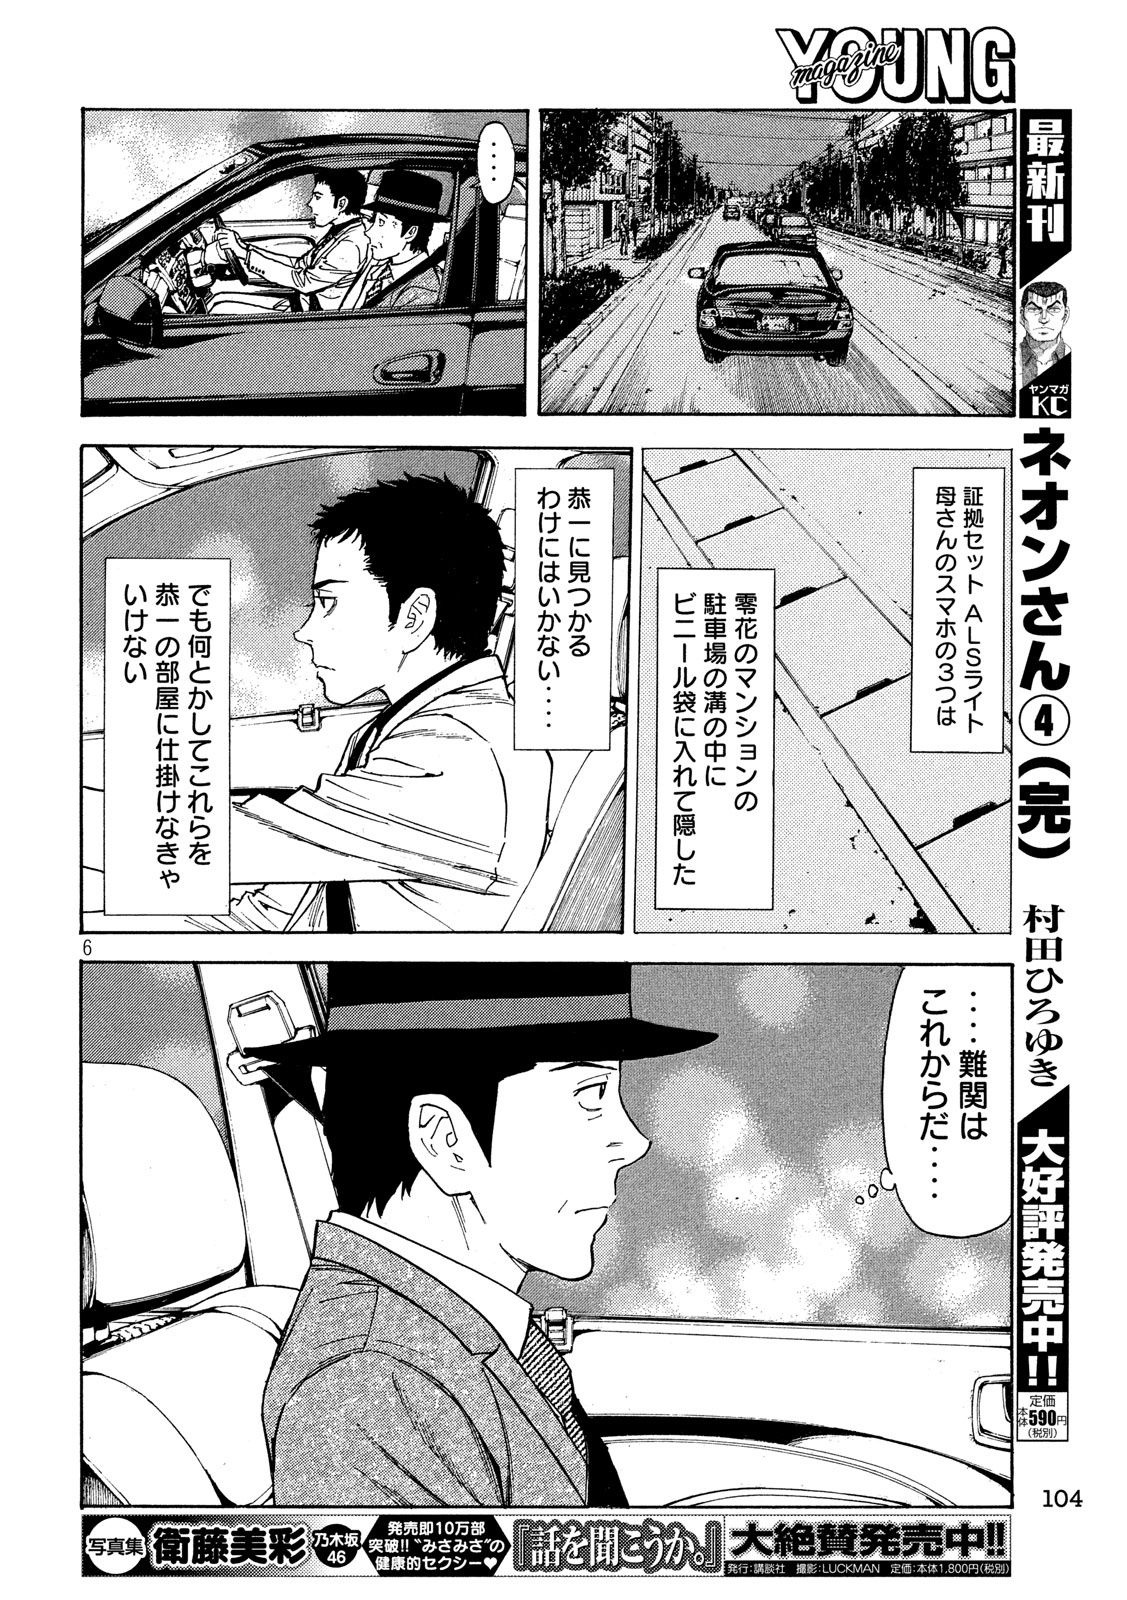 YOUNG
magazine
最新刊
ヤンマガ
KC
ネオンさん④(完)
村田ひろゆき
大好評発売中!!
定価
本体590円
(税別)
‥‥
証拠セット ALSライト
母さんのスマホの3つは
零花のマンションの
駐車場の溝の中に
ビニール袋に入れて隠した
恭一に見つかる
わけにはいかない‥‥
でも何とかしてこれらを
恭一の部屋に仕掛けなきゃ
いけない
6
‥‥難関は
これからだ‥‥
104
写真集
衛藤美彩
乃木坂
46
発売即10万部
突破!!“みさみさ”の
健康的セクシー♥
『話を聞こうか。』
大絶賛発売中!!
発行:講談社 撮影:LUCKMAN 定価:本体1,800円(税別)